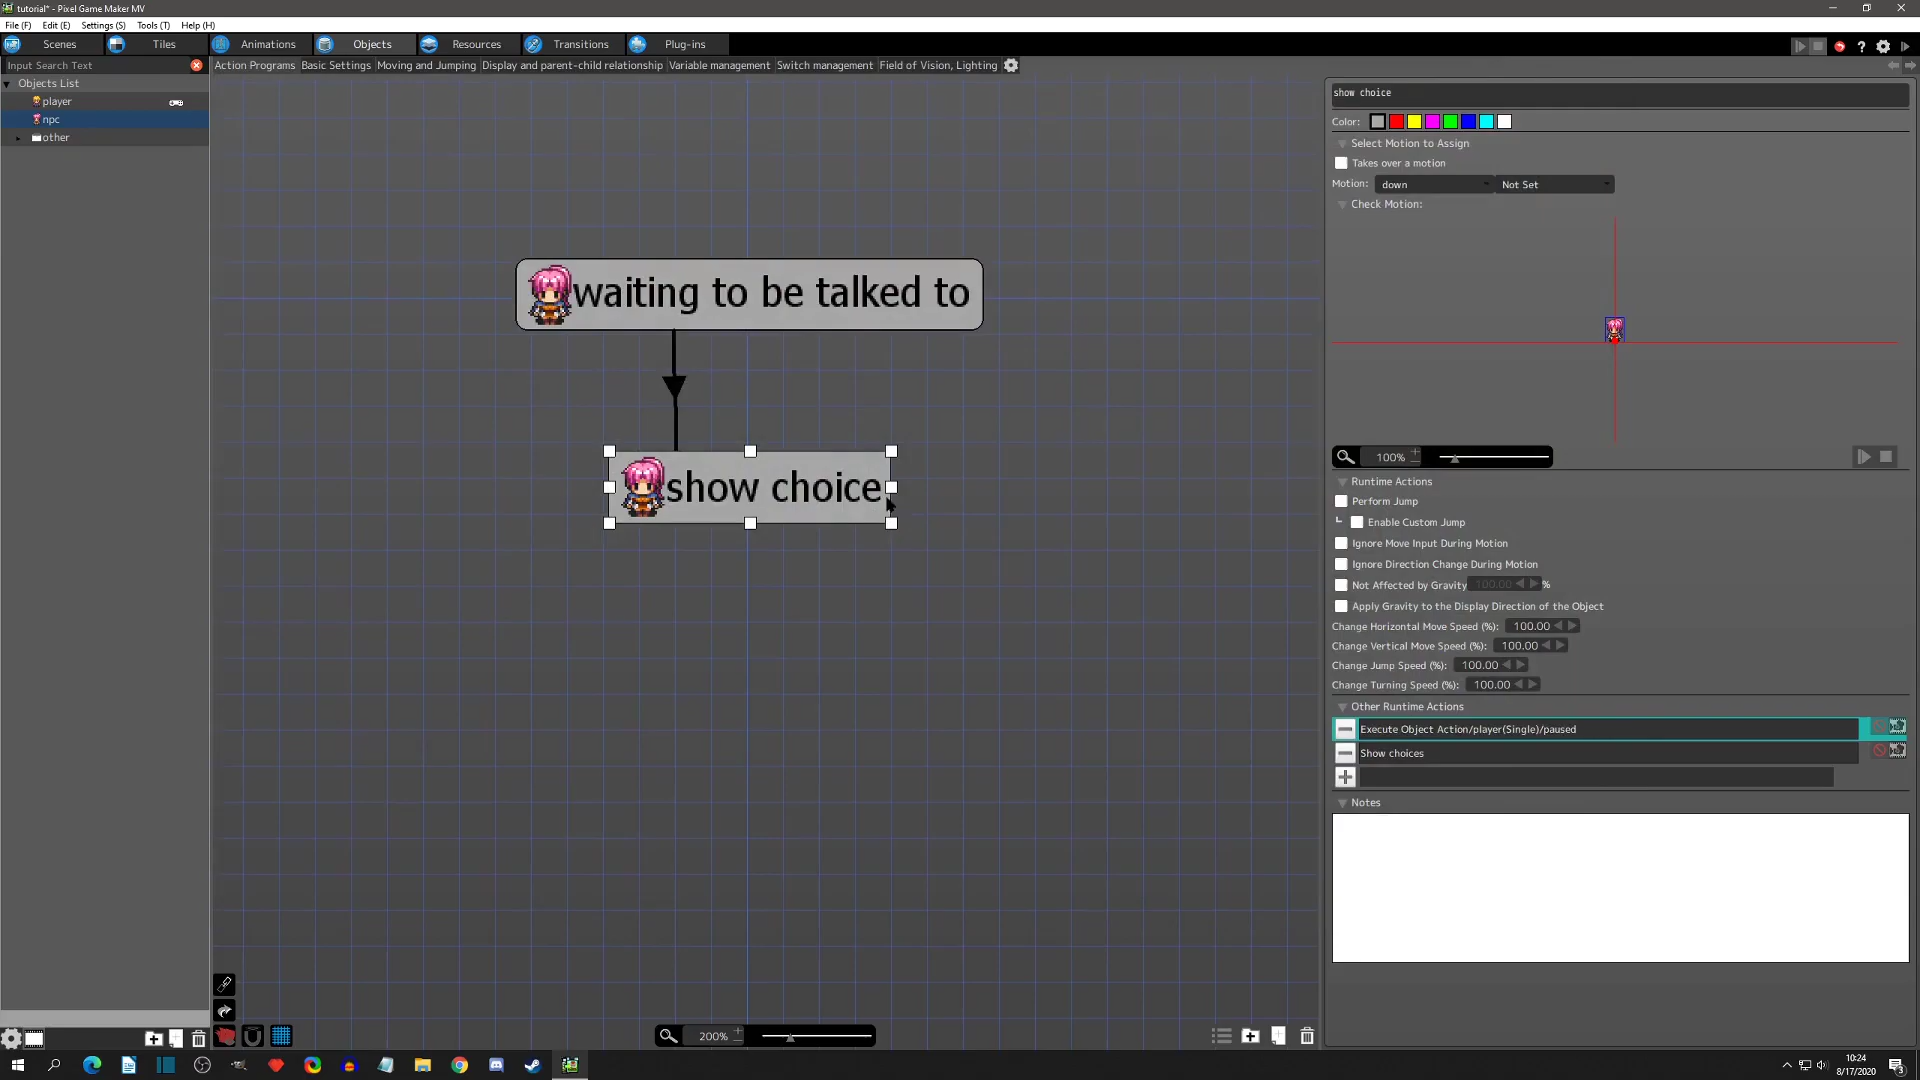 tutorial* - Pixel Game Maker MV
File (F) Edit (E) Settings (S) Tools (T) Help (H)
Scenes Tiles Animations Objects Resources Transitions Plug-ins
Input Search Text
Action Programs Basic Settings Moving and Jumping Display and parent-child relationship Variable management Switch management Field of Vision, Lighting
Objects List
player
npc
other
waiting to be talked to
show choice
200%
show choice
Color:
Select Motion to Assign
Takes over a motion
Motion: down Not Set
Check Motion:
100%
Runtime Actions
Perform Jump
Enable Custom Jump
Ignore Move Input During Motion
Ignore Direction Change During Motion
Not Affected by Gravity 100.00 %
Apply Gravity to the Display Direction of the Object
Change Horizontal Move Speed (%): 100.00
Change Vertical Move Speed (%): 100.00
Change Jump Speed (%): 100.00
Change Turning Speed (%): 100.00
Other Runtime Actions
Execute Object Action/player(Single)/paused
Show choices
Notes
10:24
8/17/2020
3